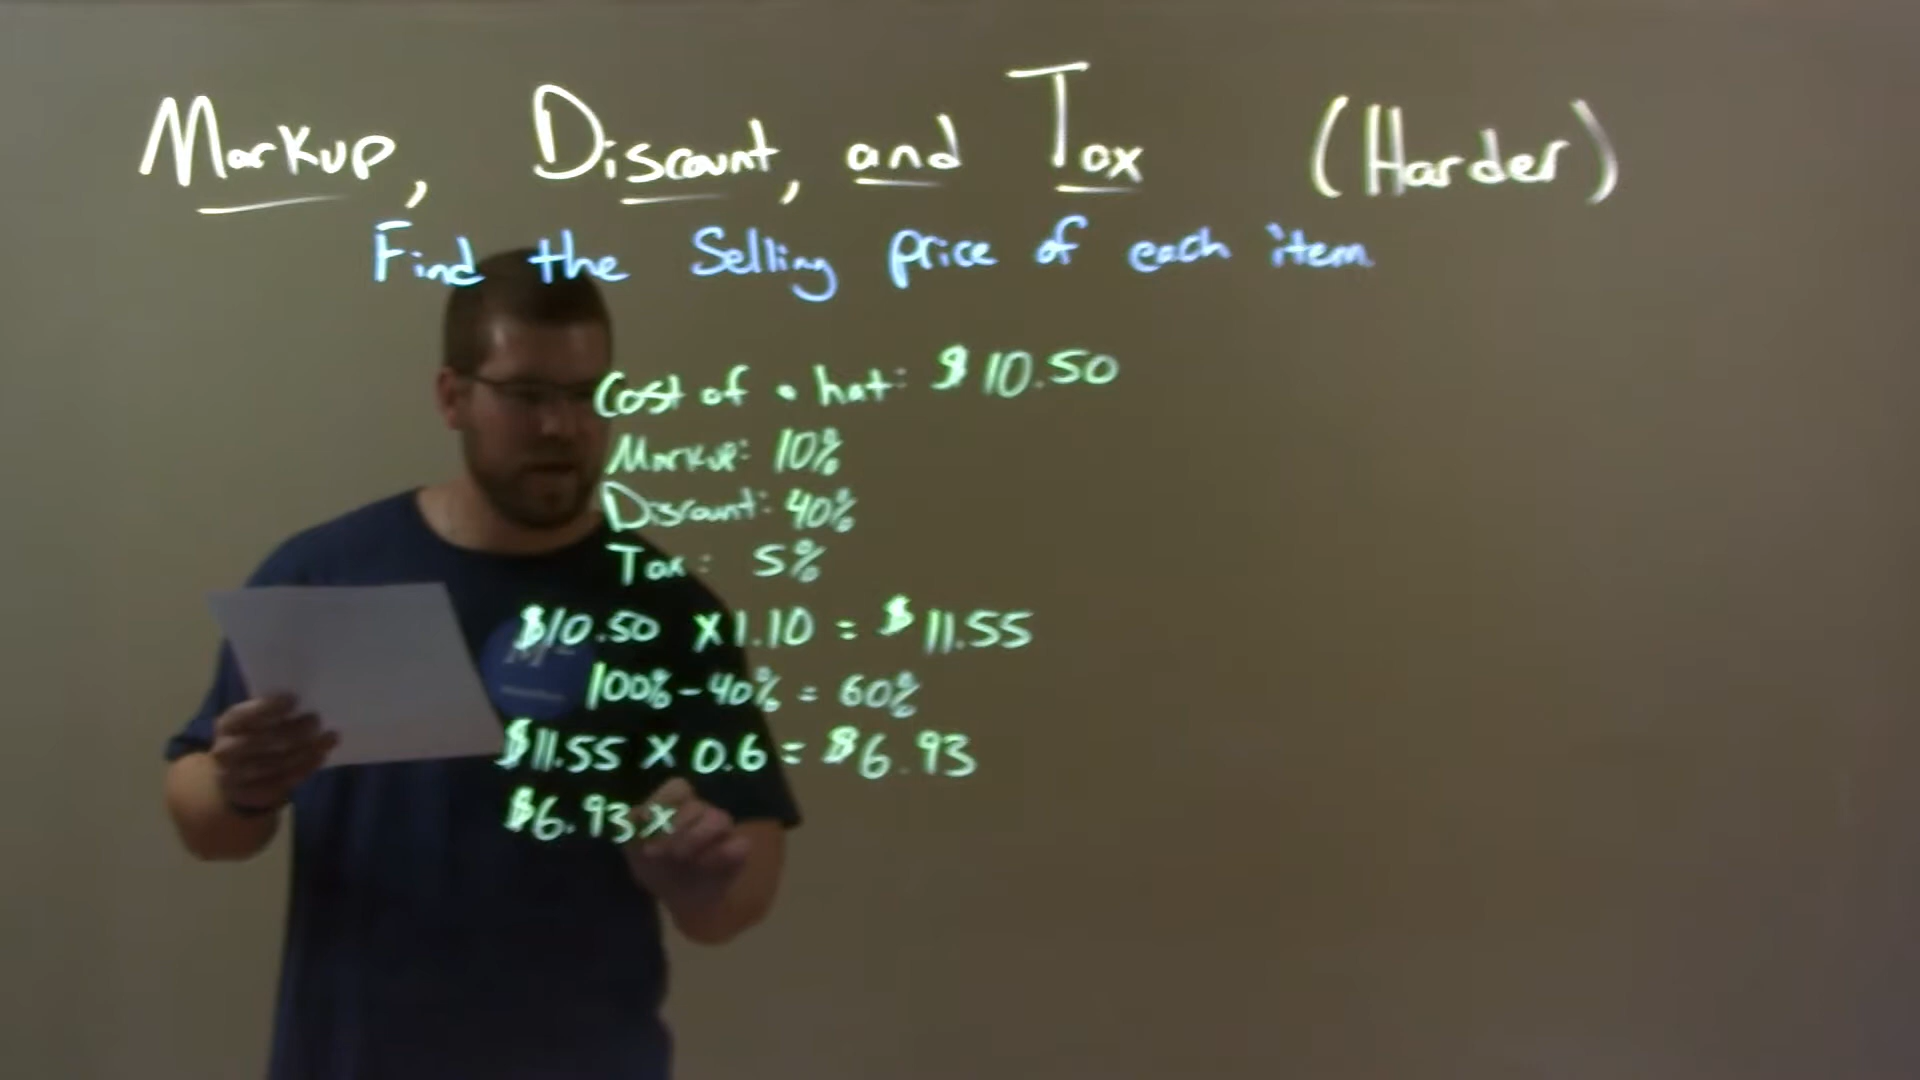 Markup, Discount, and Tax (Harder)
Find the Selling price of each item
Cost of a hat: $10.50
Markup: 10%
Discount: 40%
Tax: 5%
$10.50 x 1.10 = $11.55
100% - 40% = 60%
$11.55 x 0.6 = $6.93
$6.93 x